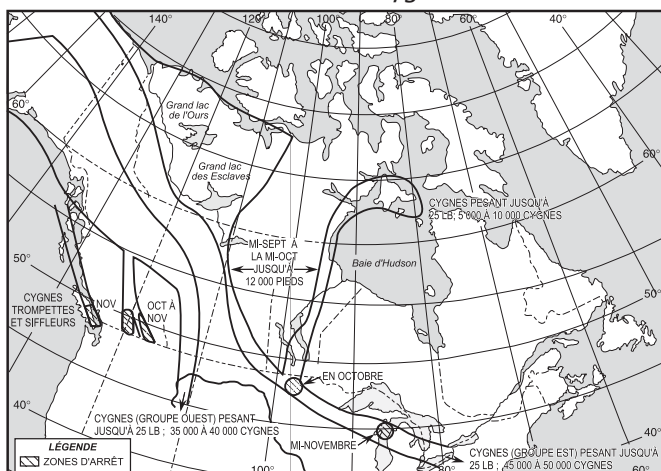 140°
120°
100°
80°
60°
40°
Grand lac
de l'Ours
60°
Grand lac
des Esclaves
60°
CYGNES PESANT JUSQU'À
25 LB; 5 000 À 10 000 CYGNES
MI-SEPT À
LA MI-OCT
JUSQU'À
12 000 PIEDS
Baie d'Hudson
50°
50°
CYGNES
TROMPETTES
ET SIFFLEURS
NOV
OCT À
NOV
EN OCTOBRE
40°
40°
CYGNES (GROUPE OUEST) PESANT
JUSQU'À 25 LB ; 35 000 À 40 000 CYGNES
MI-NOVEMBRE
LÉGENDE
ZONES D'ARRÊT
CYGNES (GROUPE EST) PESANT JUSQU'À
25 LB ; 45 000 À 50 000 CYGNES
100°
80°
60°